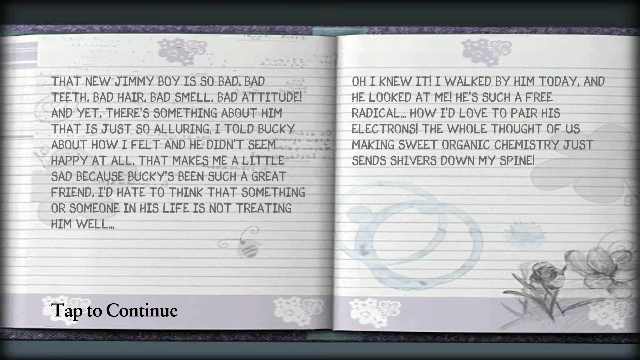 THAT NEW JIMMY BOY IS SO BAD. BAD
TEETH, BAD HAIR, BAD SMELL, BAD ATTITUDE!
AND YET, THERE'S SOMETHING ABOUT HIM
THAT IS JUST SO ALLURING. I TOLD BUCKY
ABOUT HOW I FELT AND HE DIDN'T SEEM
HAPPY AT ALL. THAT MAKES ME A LITTLE
SAD BECAUSE BUCKY'S BEEN SUCH A GREAT
FRIEND. I'D HATE TO THINK THAT SOMETHING
OR SOMEONE IN HIS LIFE IS NOT TREATING
HIM WELL...
OH I KNEW IT! I WALKED BY HIM TODAY, AND
HE LOOKED AT ME! HE'S SUCH A FREE
RADICAL... HOW I'D LOVE TO PAIR HIS
ELECTRONS! THE WHOLE THOUGHT OF US
MAKING SWEET ORGANIC CHEMISTRY JUST
SENDS SHIVERS DOWN MY SPINE!
Tap to Continue